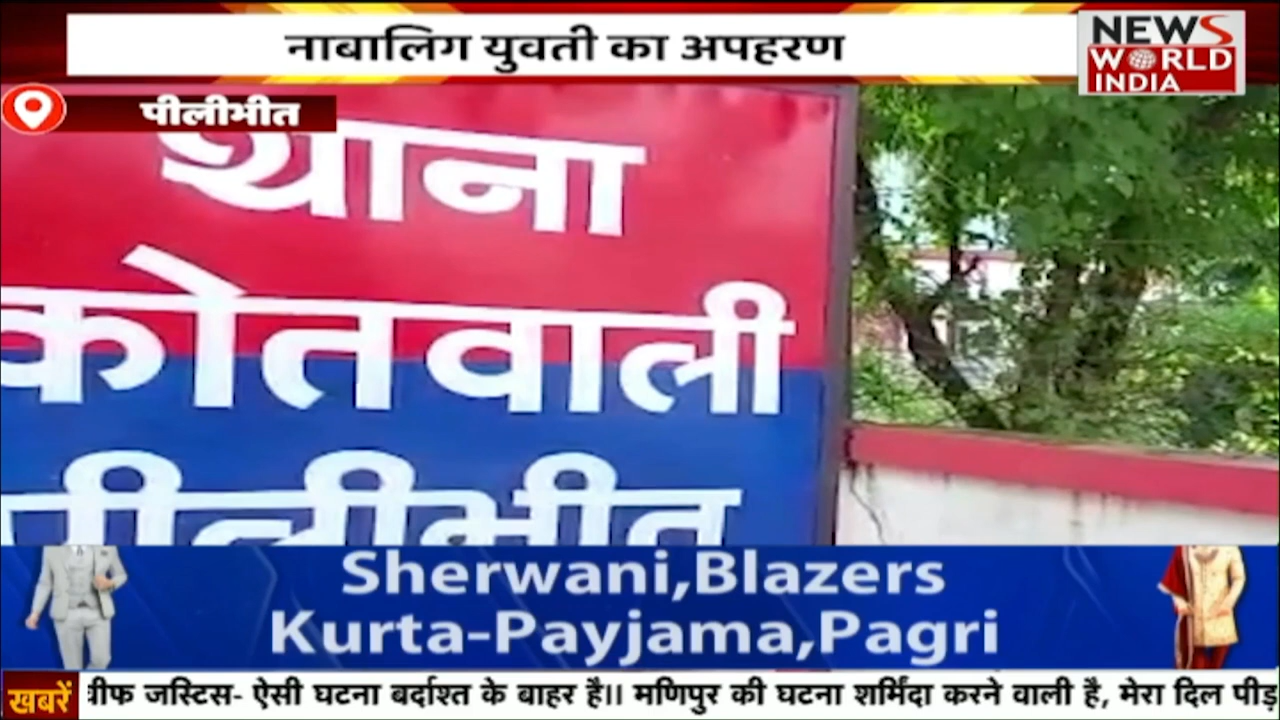 नाबालिग युवती का अपहरण
NEWS
WORLD
INDIA
पीलीभीत
थाना
कोतवाली
पीलीभीत
Sherwani,Blazers
Kurta-Payjama,Pagri
खबरें
जस्टिस- ऐसी घटना बर्दाश्त के बाहर है।। मणिपुर की घटना शर्मिंदा करने वाली है, मेरा दिल